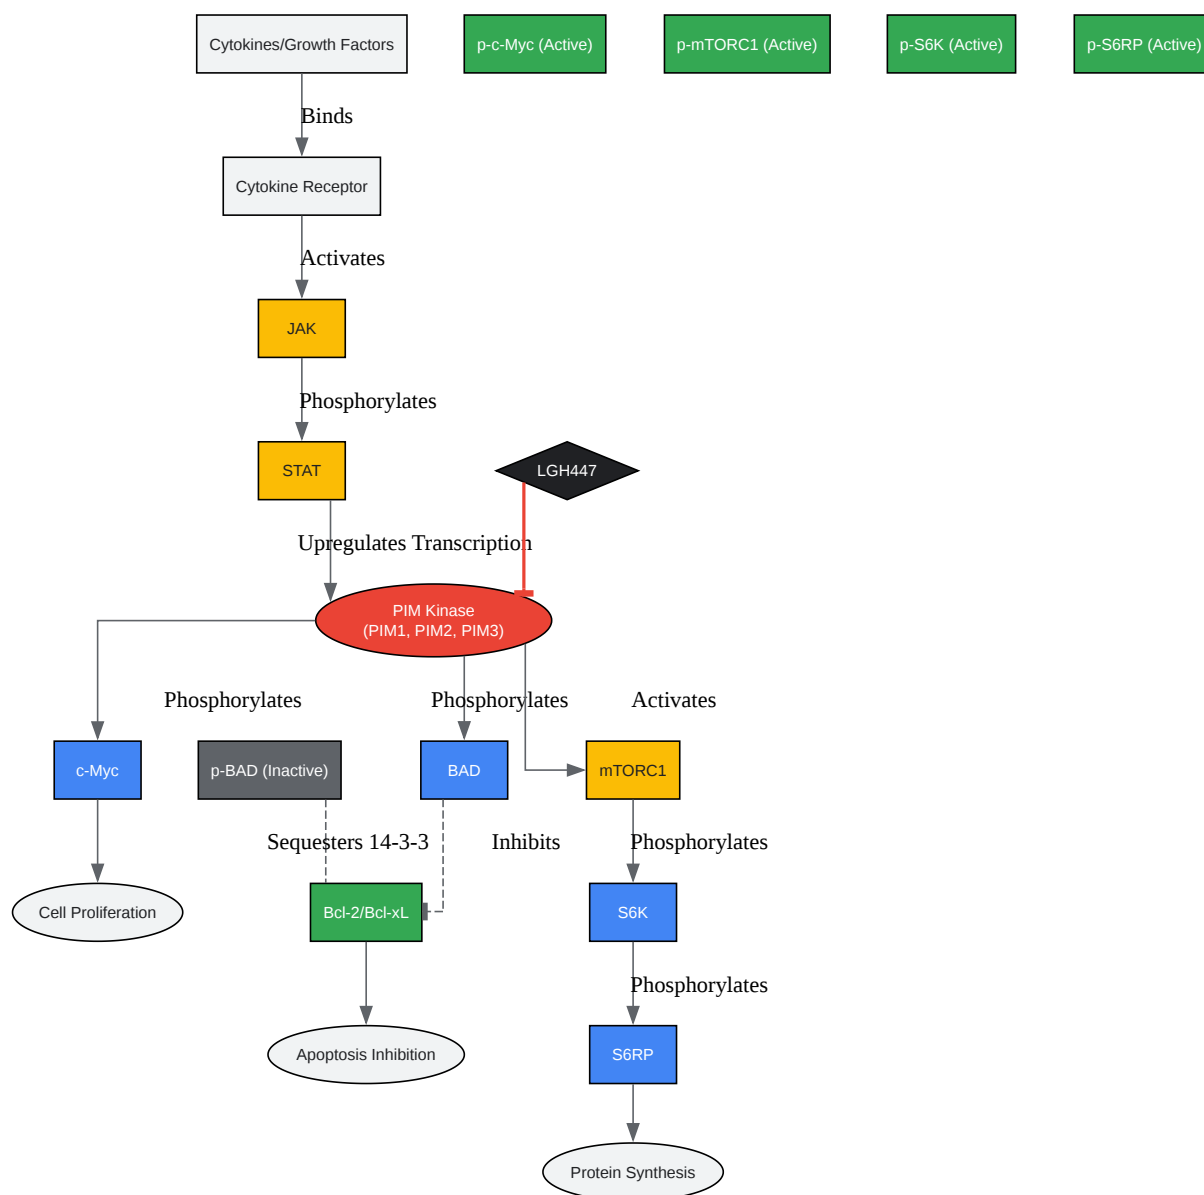 Cytokines/Growth Factors
p-c-Myc (Active)
p-mTORC1 (Active)
p-S6K (Active)
p-S6RP (Active)
Binds
Cytokine Receptor
Activates
JAK
Phosphorylates
STAT
LGH447
Upregulates Transcription
PIM Kinase
(PIM1, PIM2, PIM3)
Phosphorylates
Phosphorylates
Activates
c-Myc
p-BAD (Inactive)
BAD
mTORC1
Sequesters 14-3-3
Inhibits
Phosphorylates
Cell Proliferation
Bcl-2/Bcl-xL
S6K
Phosphorylates
Apoptosis Inhibition
S6RP
Protein Synthesis